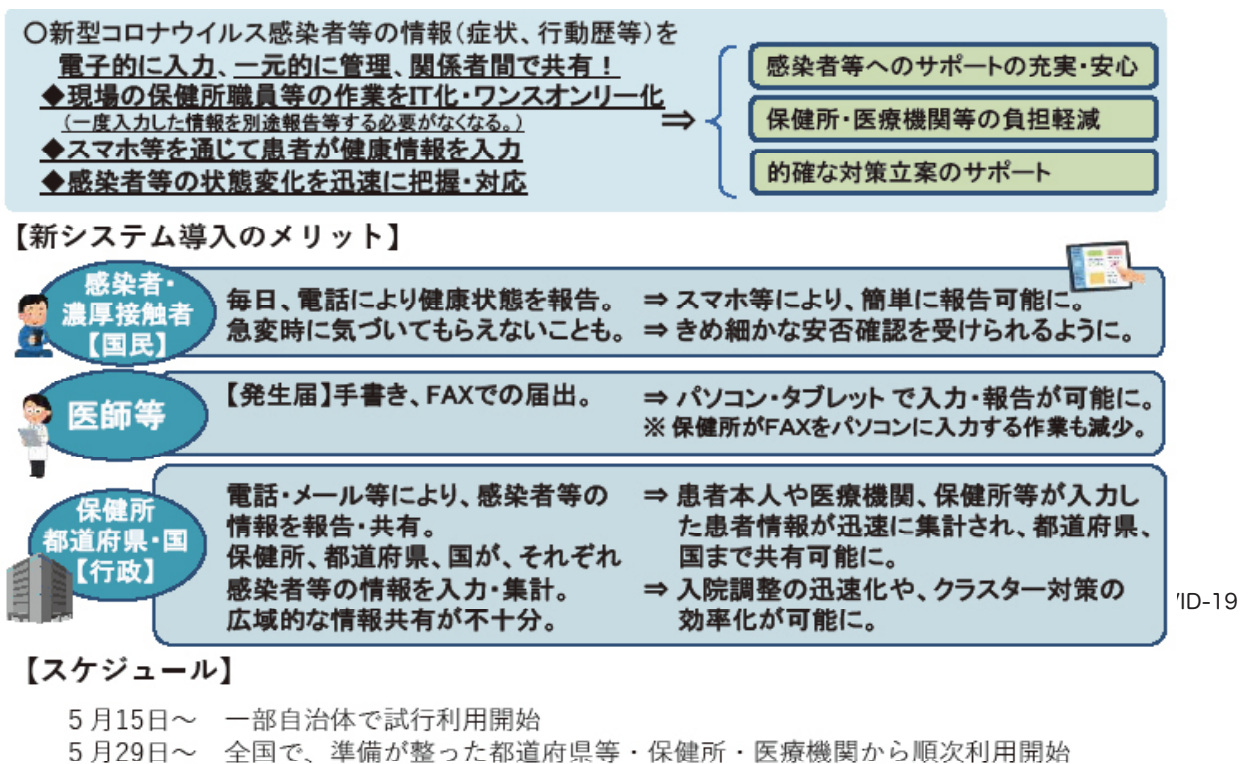 〇新型コロナウイルス感染者等の情報(症状、行動歴等)を
電子的に入力、一元的に管理、関係者間で共有！
◆現場の保健所職員等の作業をIT化・ワンスオンリー化
(一度入力した情報を別途報告等する必要がなくなる。)
◆スマホ等を通じて患者が健康情報を入力
◆感染者等の状態変化を迅速に把握・対応
⇒
感染者等へのサポートの充実・安心
保健所・医療機関等の負担軽減
的確な対策立案のサポート
【新システム導入のメリット】
感染者・
濃厚接触者
【国民】
毎日、電話により健康状態を報告。
急変時に気づいてもらえないことも。
⇒ スマホ等により、簡単に報告可能に。
⇒ きめ細かな安否確認を受けられるように。
医師等
【発生届】手書き、FAXでの届出。
⇒ パソコン・タブレット で入力・報告が可能に。
※ 保健所がFAXをパソコンに入力する作業も減少。
保健所
都道府県・国
【行政】
電話・メール等により、感染者等の
情報を報告・共有。
保健所、都道府県、国が、それぞれ
感染者等の情報を入力・集計。
広域的な情報共有が不十分。
⇒ 患者本人や医療機関、保健所等が入力し
た患者情報が迅速に集計され、都道府県、
国まで共有可能に。
⇒ 入院調整の迅速化や、クラスター対策の
効率化が可能に。
ID-19
【スケジュール】
5月15日～ 一部自治体で試行利用開始
5月29日～ 全国で、準備が整った都道府県等・保健所・医療機関から順次利用開始